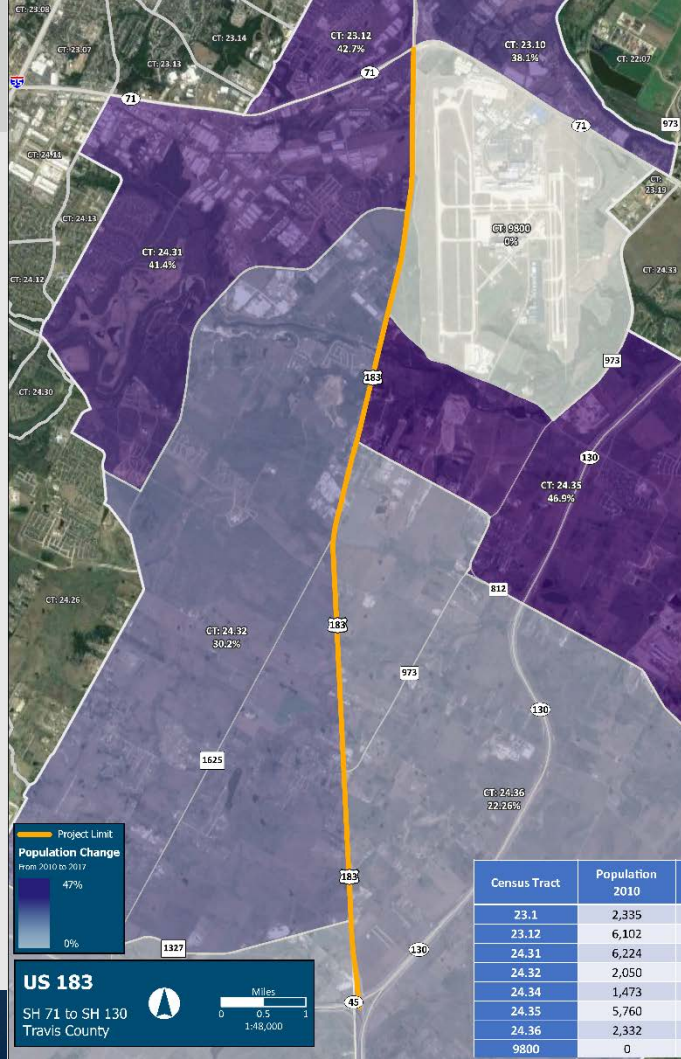 CT: 23.08
CT: 23.07
CT: 23.13
CT: 23.14
CT: 23.12
42.7%
CT: 23.10
38.1%
CT: 22.07
35
71
71
71
973
CT: 24.11
CT: 24.13
CT: 24.12
CT: 24.31
41.4%
CT: 9800
0%
CT:
23.19
CT: 24.33
CT: 24.30
183
973
130
CT: 24.35
46.9%
CT: 24.26
812
CT: 24.32
30.2%
183
973
130
1625
CT: 24.36
22.26%
183
1327
130
45
Project Limit
Population Change
From 2010 to 2017
47%
0%
US 183
SH 71 to SH 130
Travis County
Miles
0 0.5 1
1:48,000
Census Tract Population 2010
23.1 2,335
23.12 6,102
24.31 6,224
24.32 2,050
24.34 1,473
24.35 5,760
24.36 2,332
9800 0